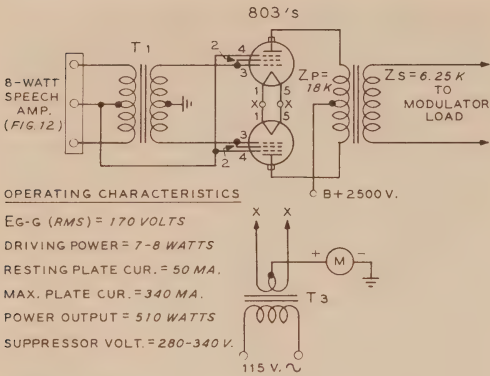 803's
T1
2
4
3
1
5
X
X
1
5
3
2
4
8-WATT
SPEECH
AMP.
(FIG.12)
ZP=
18K
ZS=6.25K
TO
MODULATOR
LOAD
B+2500 V.
OPERATING CHARACTERISTICS
EG-G (RMS) = 170 VOLTS
DRIVING POWER = 7-8 WATTS
RESTING PLATE CUR. = 50 MA.
MAX. PLATE CUR. = 340 MA.
POWER OUTPUT = 510 WATTS
SUPPRESSOR VOLT. = 280-340 V.
X
X
+
M
-
T3
115 V. ~